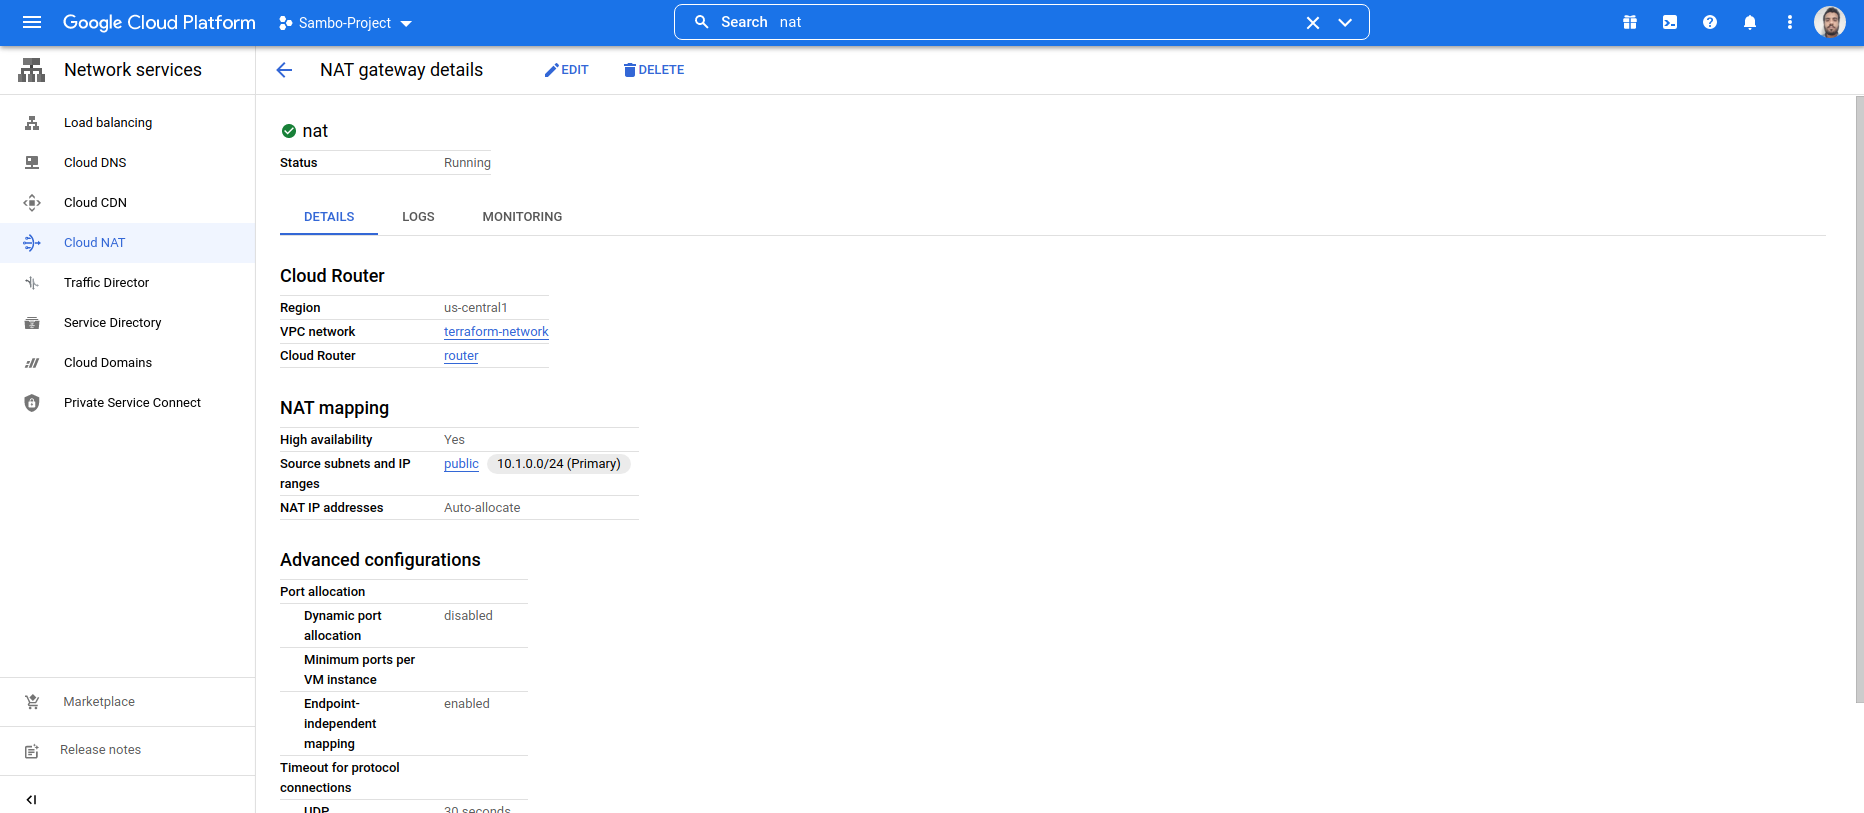 Google Cloud Platform
Sambo-Project
Search nat
Network services
NAT gateway details
EDIT
DELETE
Load balancing
Cloud DNS
Cloud CDN
Cloud NAT
Traffic Director
Service Directory
Cloud Domains
Private Service Connect
Marketplace
Release notes
nat
Status Running
DETAILS LOGS MONITORING
Cloud Router
Region us-central1
VPC network terraform-network
Cloud Router router
NAT mapping
High availability Yes
Source subnets and IP public 10.1.0.0/24 (Primary)
ranges
NAT IP addresses Auto-allocate
Advanced configurations
Port allocation
Dynamic port disabled
allocation
Minimum ports per
VM instance
Endpoint- enabled
independent
mapping
Timeout for protocol
connections
UDP 30 seconds